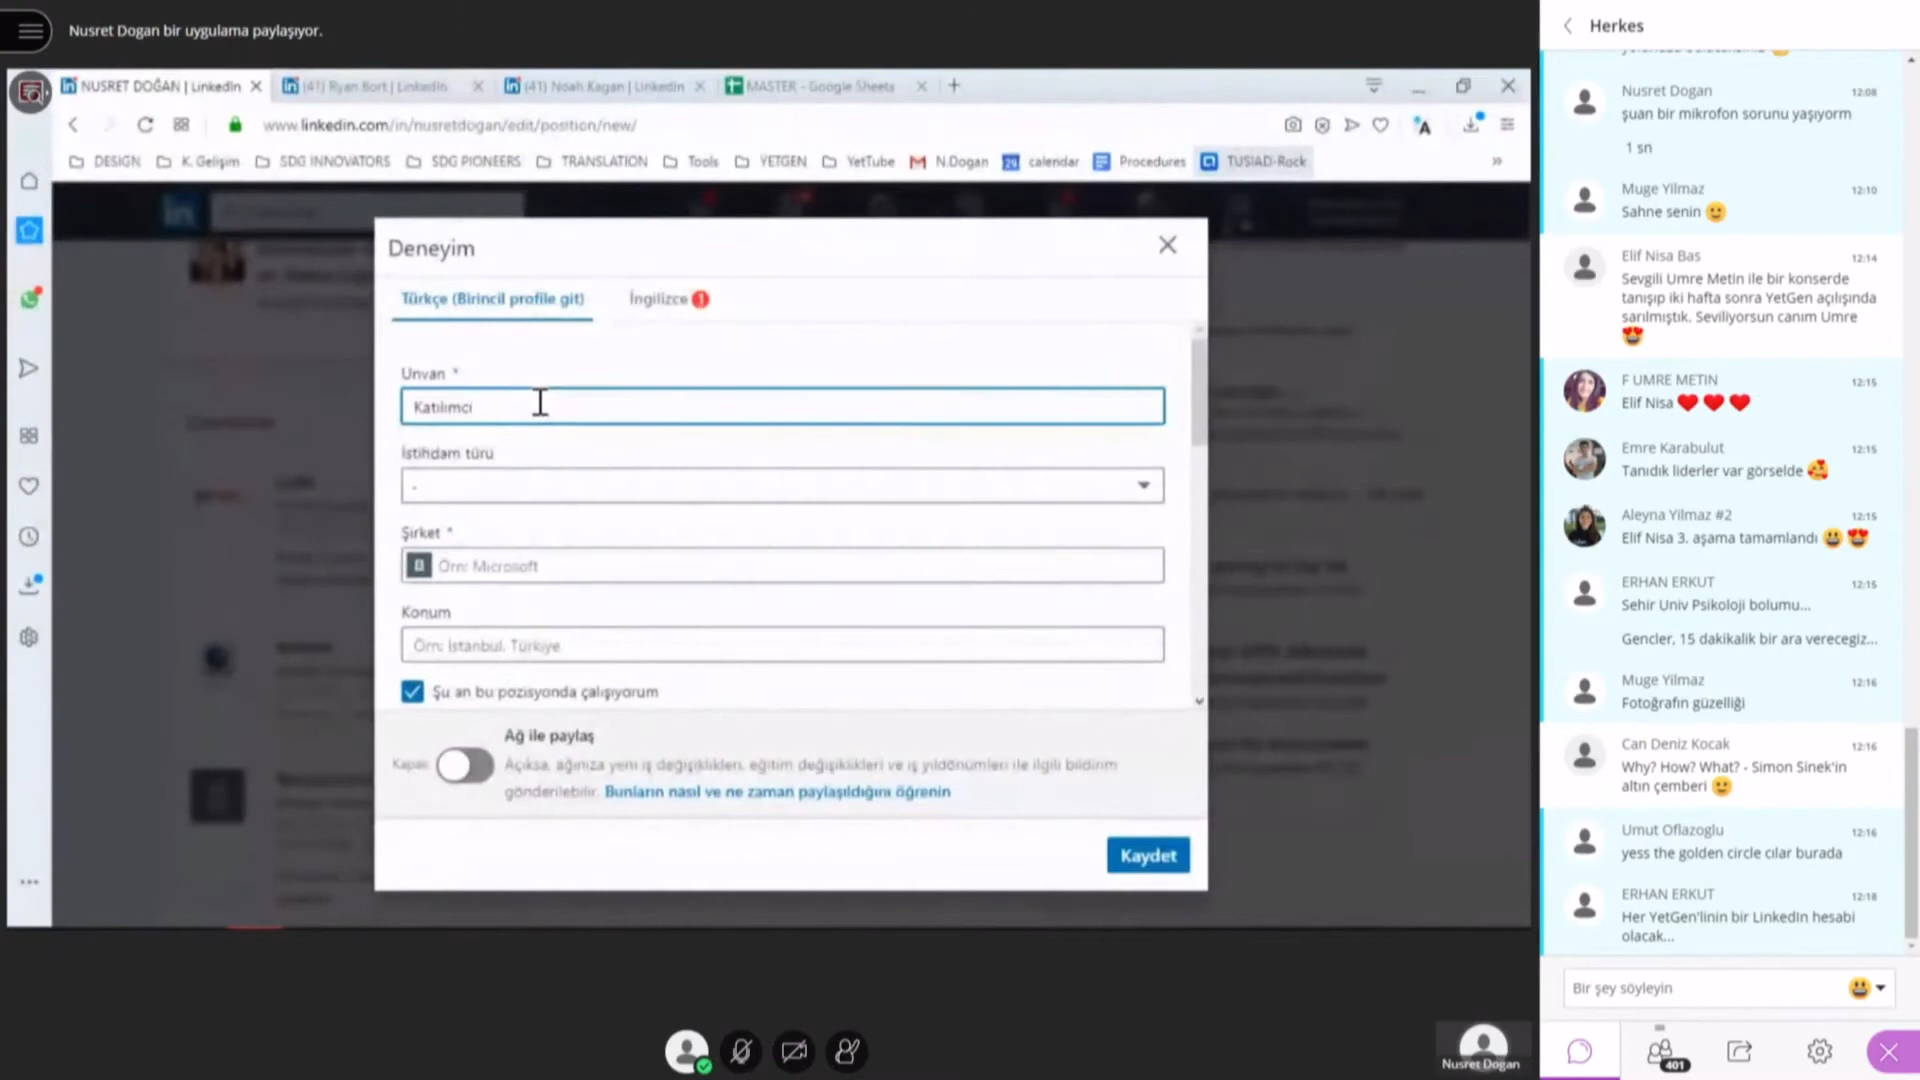 Nusret Dogan bir uygulama paylaşıyor.
NUSRET DOĞAN | LinkedIn
(41) Ryan Bort | LinkedIn
(41) Noah Kagan | LinkedIn
MASTER - Google Sheets
www.linkedin.com/in/nusretdogan/edit/position/new/
DESIGN
K. Gelişim
SDG INNOVATORS
SDG PIONEERS
TRANSLATION
Tools
YETGEN
YetTube
N.Dogan
calendar
Procedures
TUSIAD-Rock
Deneyim
Türkçe (Birincil profile git)
İngilizce
Unvan *
Katılımcı
İstihdam türü
-
Şirket *
Örn: Microsoft
Konum
Örn: İstanbul, Türkiye
Şu an bu pozisyonda çalışıyorum
Ağ ile paylaş
Kapalı
Açıksa, ağınıza yeni iş değişiklikleri, eğitim değişiklikleri ve iş yıldönümleri ile ilgili bildirim
gönderilebilir. Bunların nasıl ve ne zaman paylaşıldığını öğrenin
Kaydet
Nusret Dogan
Herkes
Nusret Dogan 12:08
şuan bir mikrofon sorunu yaşıyorm
1 sn
Muge Yilmaz 12:10
Sahne senin 🙂
Elif Nisa Bas 12:14
Sevgili Umre Metin ile bir konserde
tanışıp iki hafta sonra YetGen açılışında
sarılmıştık. Seviliyorsun canım Umre
😍
F UMRE METIN 12:15
Elif Nisa ❤️ ❤️ ❤️
Emre Karabulut 12:15
Tanıdık liderler var görselde 🥰
Aleyna Yilmaz #2 12:15
Elif Nisa 3. aşama tamamlandı 😃 😍
ERHAN ERKUT 12:15
Sehir Univ Psikoloji bolumu...
Gencler, 15 dakikalik bir ara verecegiz...
Muge Yilmaz 12:16
Fotoğrafın güzelliği
Can Deniz Kocak 12:16
Why? How? What? - Simon Sinek'in
altın çemberi 🙂
Umut Oflazoglu 12:16
yess the golden circle cılar burada
ERHAN ERKUT 12:18
Her YetGen'linin bir LinkedIn hesabi
olacak...
Bir şey söyleyin
401